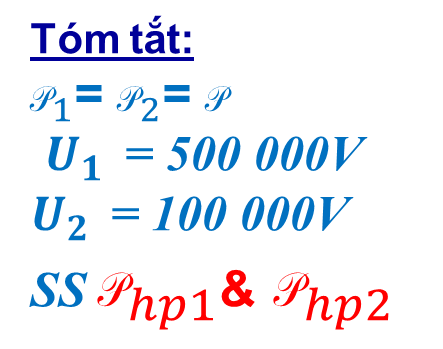 Tóm tắt:
𝒫₁= 𝒫₂= 𝒫
U₁ = 500 000V
U₂ = 100 000V
SS 𝒫ₕₚ₁& 𝒫ₕₚ₂